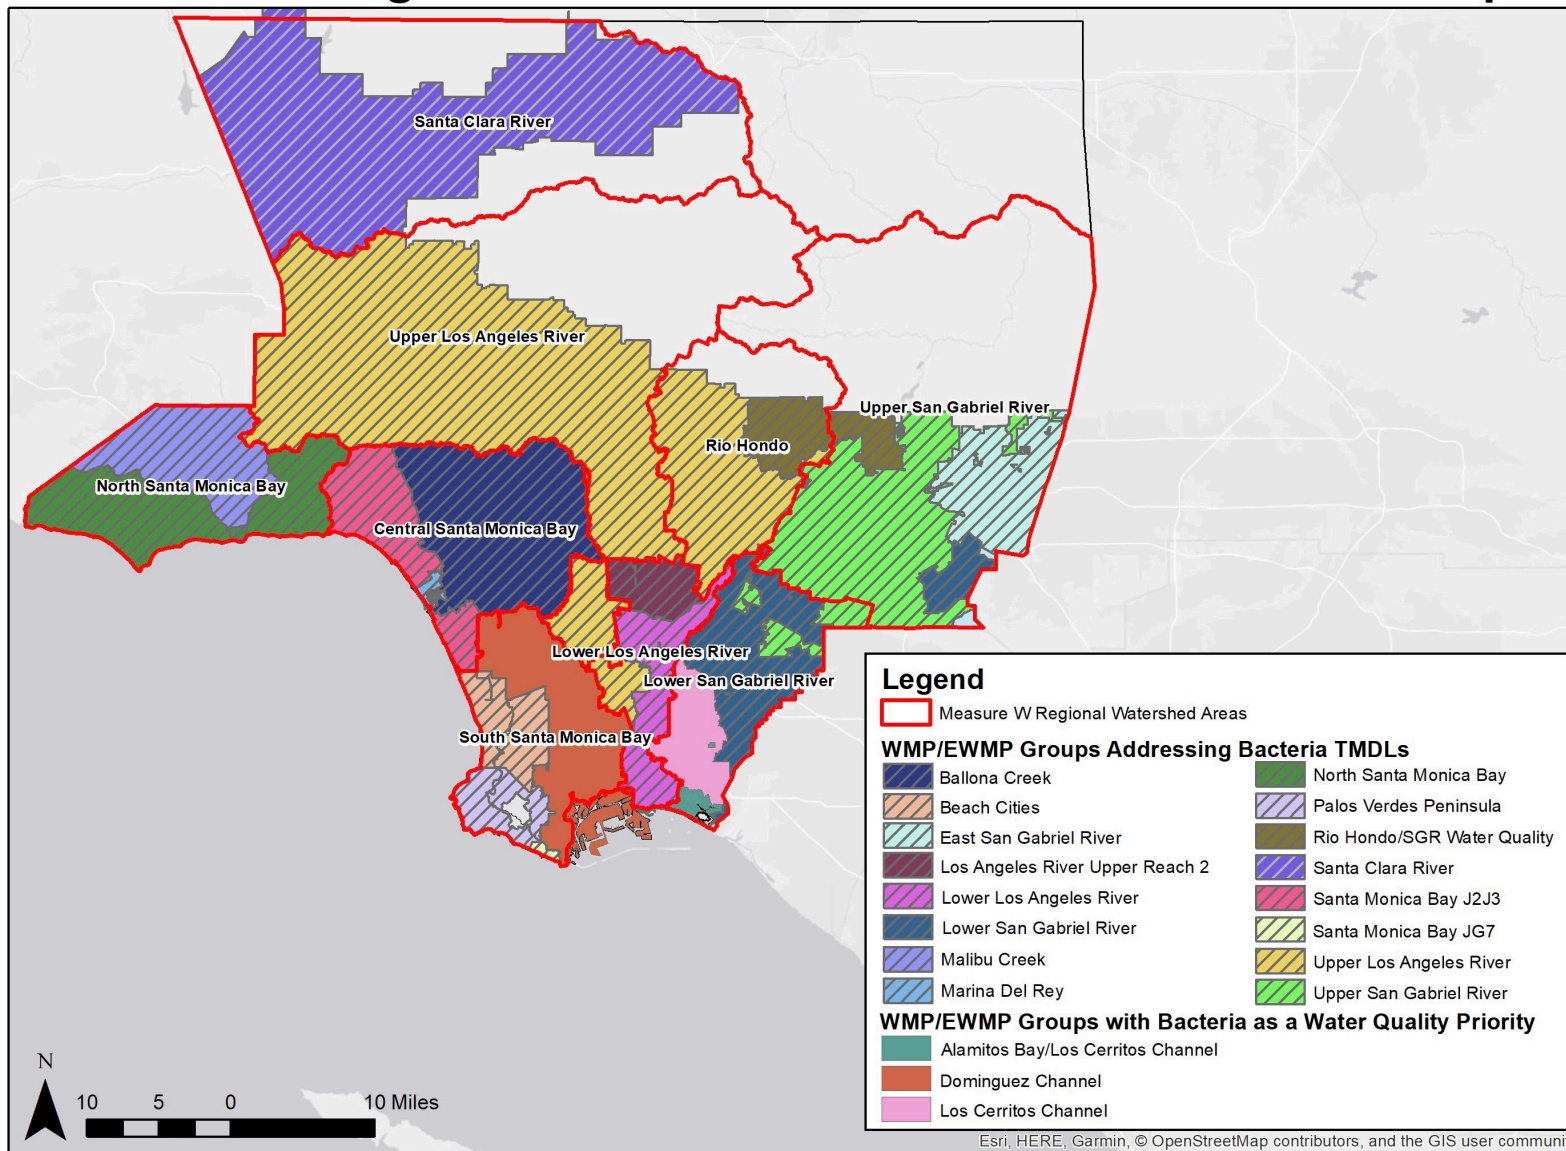 Santa Clara River
Upper Los Angeles River
Upper San Gabriel River
Rio Hondo
North Santa Monica Bay
Central Santa Monica Bay
Lower Los Angeles River
Lower San Gabriel River
South Santa Monica Bay
Legend
Measure W Regional Watershed Areas
WMP/EWMP Groups Addressing Bacteria TMDLs
Ballona Creek
Beach Cities
East San Gabriel River
Los Angeles River Upper Reach 2
Lower Los Angeles River
Lower San Gabriel River
Malibu Creek
Marina Del Rey
North Santa Monica Bay
Palos Verdes Peninsula
Rio Hondo/SGR Water Quality
Santa Clara River
Santa Monica Bay J2J3
Santa Monica Bay JG7
Upper Los Angeles River
Upper San Gabriel River
WMP/EWMP Groups with Bacteria as a Water Quality Priority
Alamitos Bay/Los Cerritos Channel
Dominguez Channel
Los Cerritos Channel
N
10 5 0 10 Miles
Esri, HERE, Garmin, © OpenStreetMap contributors, and the GIS user communi